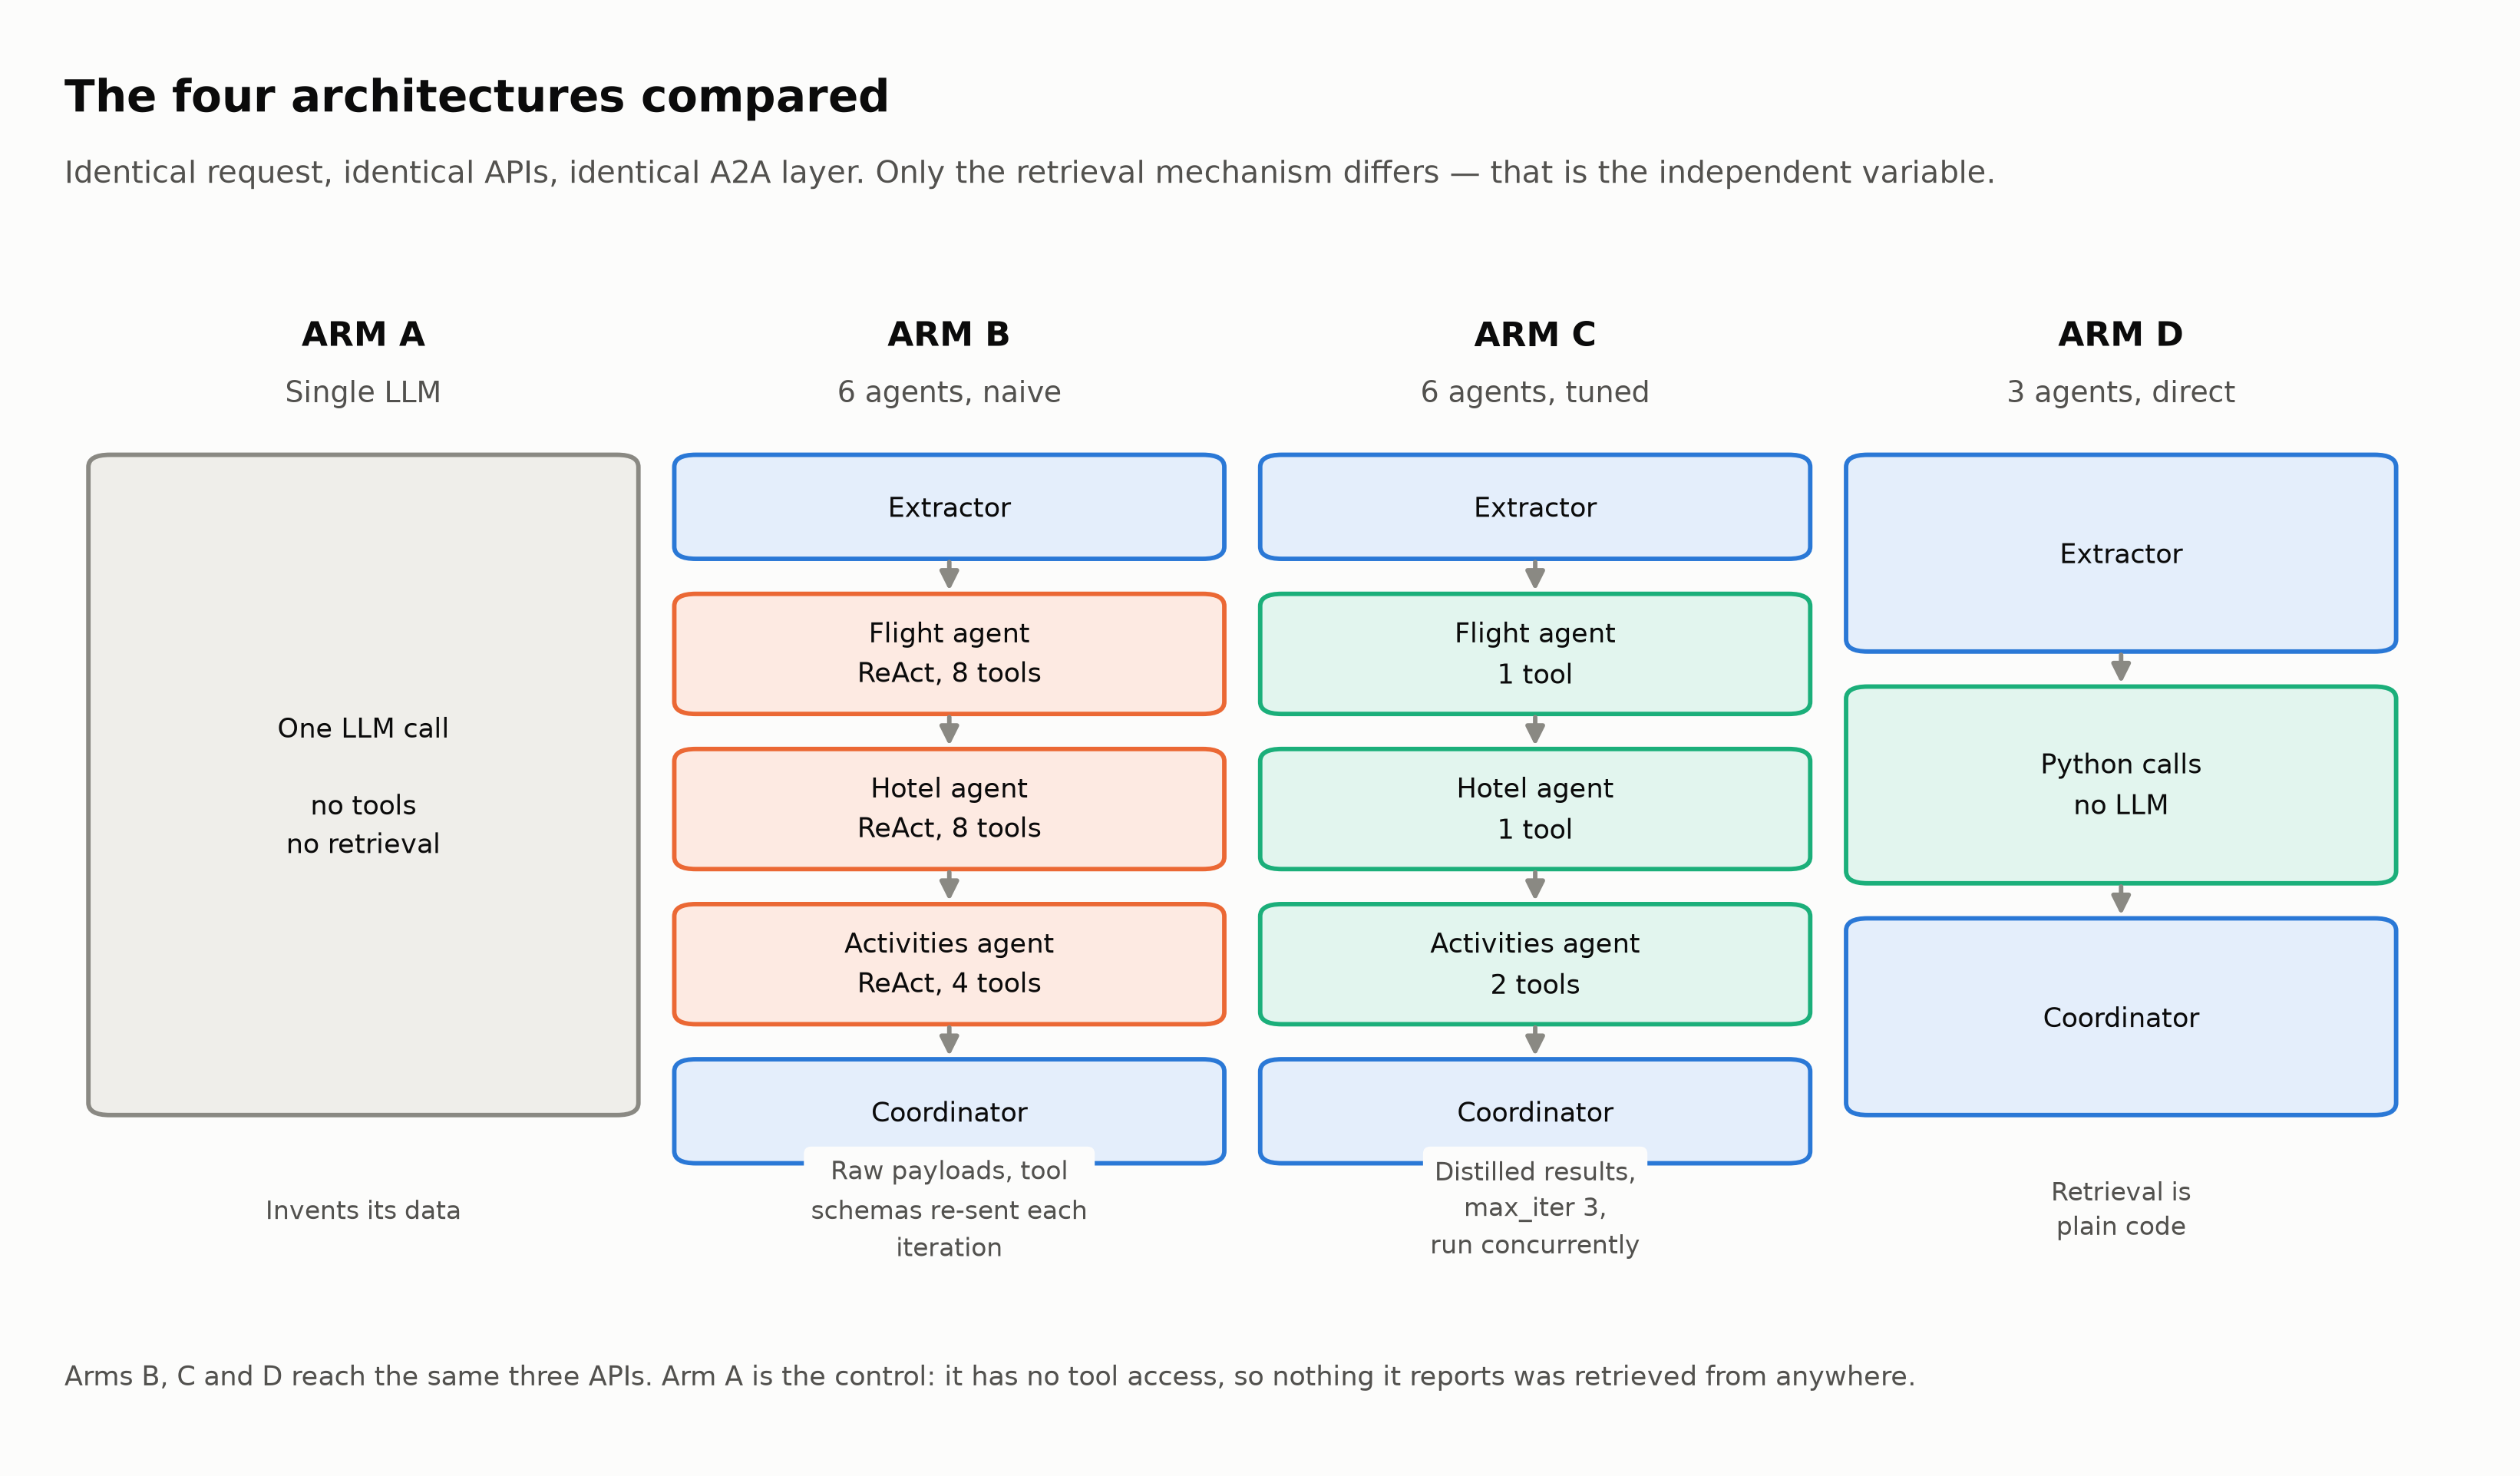 The four architectures compared
Identical request, identical APIs, identical A2A layer. Only the retrieval mechanism differs — that is the independent variable.
ARM A
Single LLM
One LLM call
no tools
no retrieval
Invents its data
ARM B
6 agents, naive
Extractor
Flight agent
ReAct, 8 tools
Hotel agent
ReAct, 8 tools
Activities agent
ReAct, 4 tools
Coordinator
Raw payloads, tool
schemas re-sent each
iteration
ARM C
6 agents, tuned
Extractor
Flight agent
1 tool
Hotel agent
1 tool
Activities agent
2 tools
Coordinator
Distilled results,
max_iter 3,
run concurrently
ARM D
3 agents, direct
Extractor
Python calls
no LLM
Coordinator
Retrieval is
plain code
Arms B, C and D reach the same three APIs. Arm A is the control: it has no tool access, so nothing it reports was retrieved from anywhere.